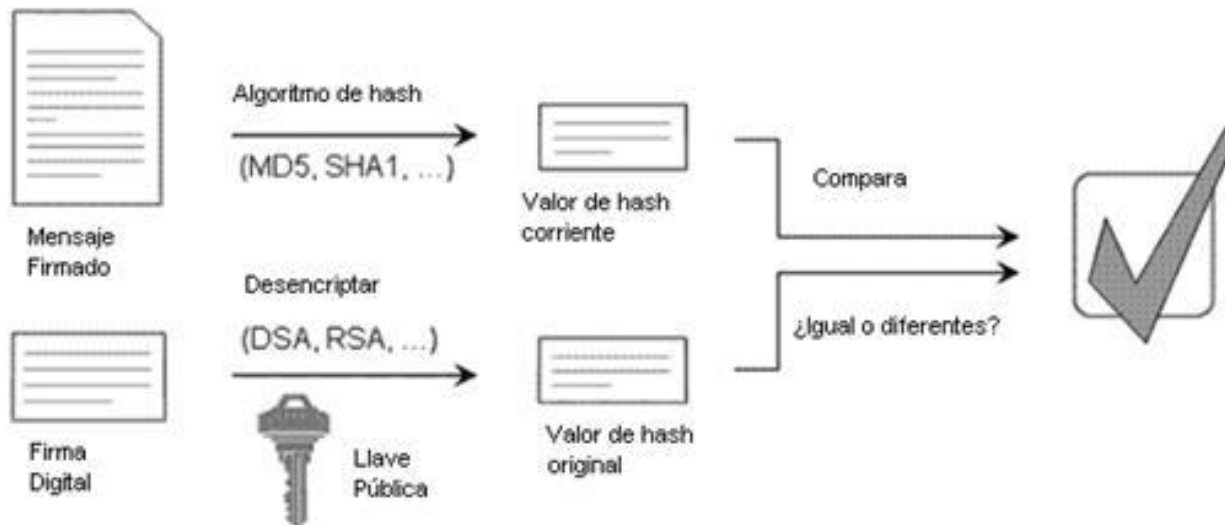 Algoritmo de hash
(MD5, SHA1, ...)
Mensaje
Firmado
Valor de hash
corriente
Compara
Desencriptar
(DSA, RSA, ...)
¿Igual o diferentes?
Firma
Digital
Llave
Pública
Valor de hash
original